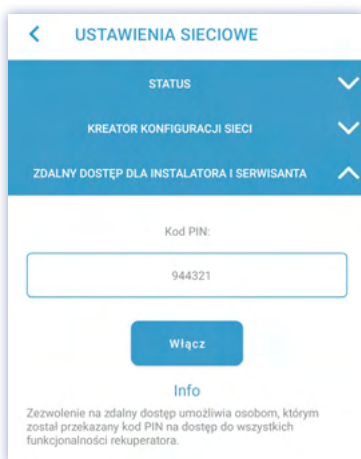 USTAWIENIA SIECIOWE
STATUS
KREATOR KONFIGURACJI SIECI
ZDALNY DOSTĘP DLA INSTALATORA I SERWISANTA
Kod PIN:
944321
Włącz
Info
Zezwolenie na zdalny dostęp umożliwia osobom, którym
został przekazany kod PIN na dostęp do wszystkich
funkcjonalności rekuperatora.